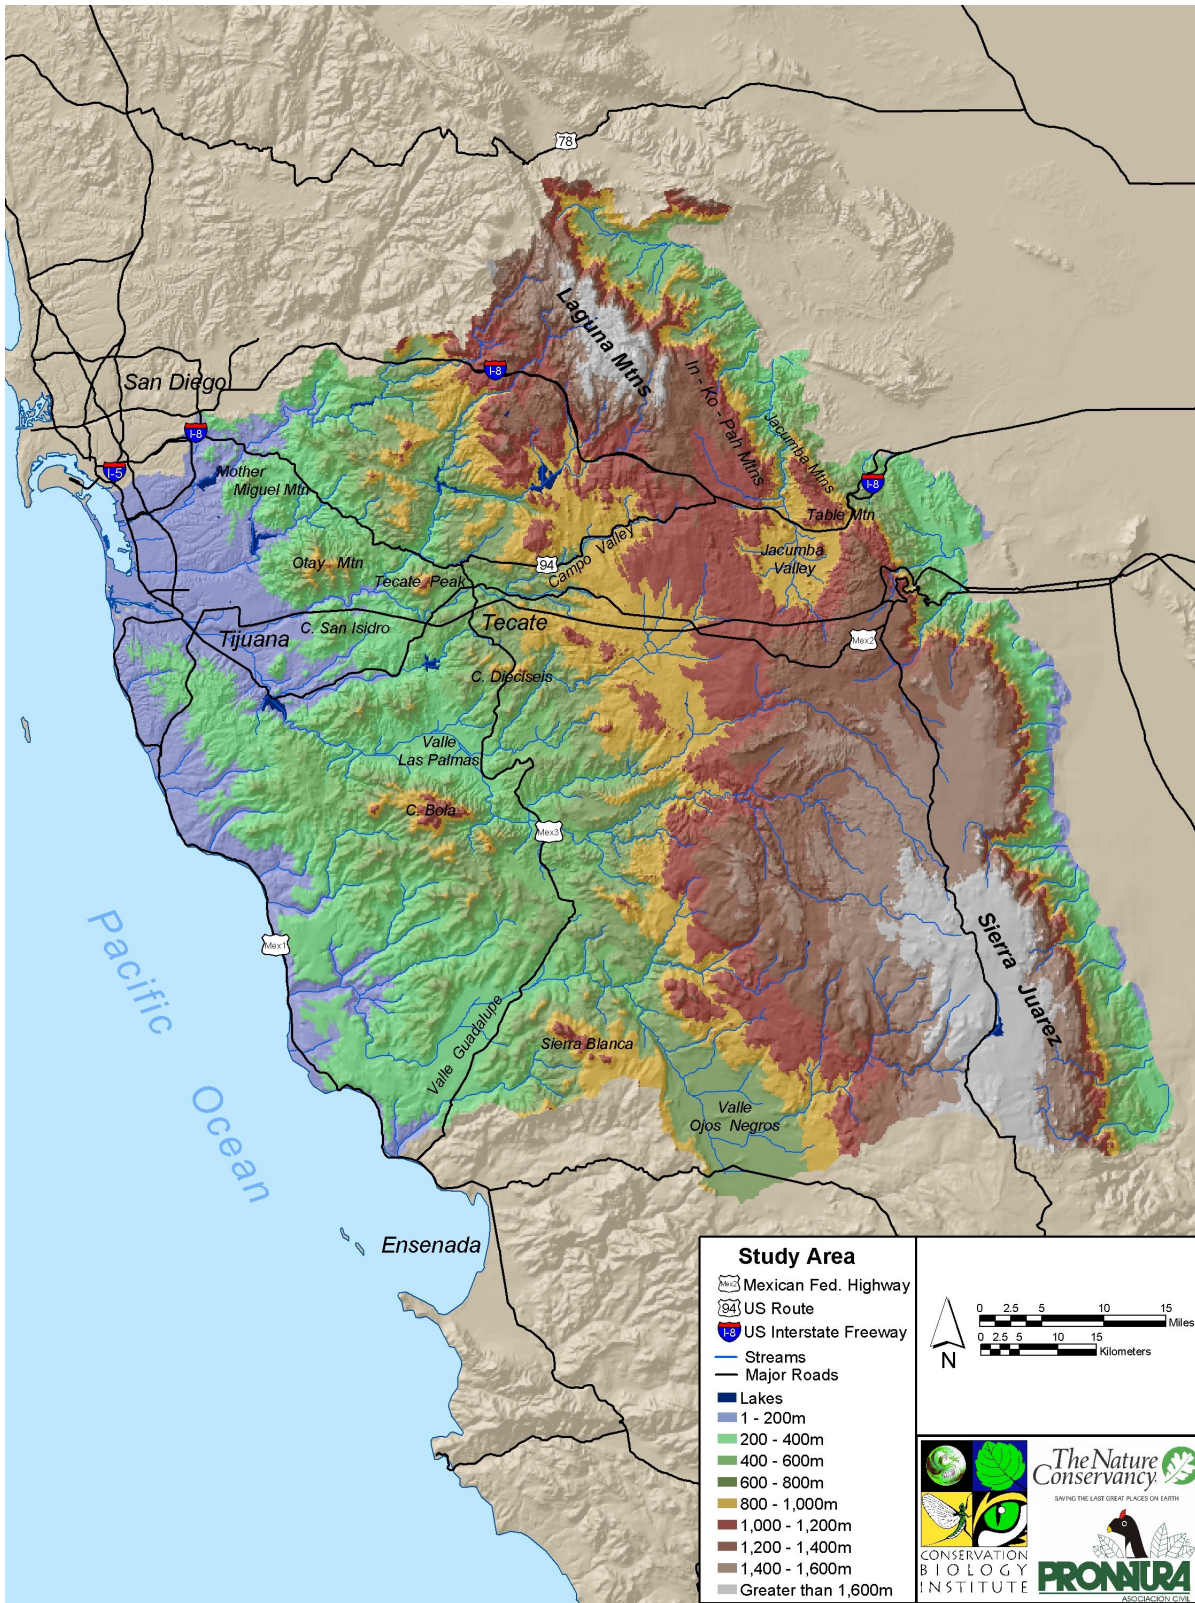 78
Laguna Mtns
I-8
San Diego
In - Ko - Pah Mtns
Jacumba Mtns
I-8
I-5
Mother
Miguel Mtn
I-8
Table Mtn
Otay Mtn
94
Campo Valley
Jacumba
Valley
Tecate Peak
C. San Isidro
Tecate
Tijuana
Mex2
C. Dieciseis
Valle
Las Palmas
C. Bola
Mex3
Pacific
Ocean
Mex1
Sierra Juarez
Valle Guadalupe
Sierra Blanca
Valle
Ojos Negros
Ensenada
Study Area
Mex2 Mexican Fed. Highway
94 US Route
I-8 US Interstate Freeway
Streams
Major Roads
Lakes
1 - 200m
200 - 400m
400 - 600m
600 - 800m
800 - 1,000m
1,000 - 1,200m
1,200 - 1,400m
1,400 - 1,600m
Greater than 1,600m
0 2.5 5 10 15
Miles
0 2.5 5 10 15
Kilometers
N
The Nature
Conservancy
SAVING THE LAST GREAT PLACES ON EARTH
CONSERVATION
BIOLOGY
INSTITUTE
PRONATURA
ASOCIACION CIVIL